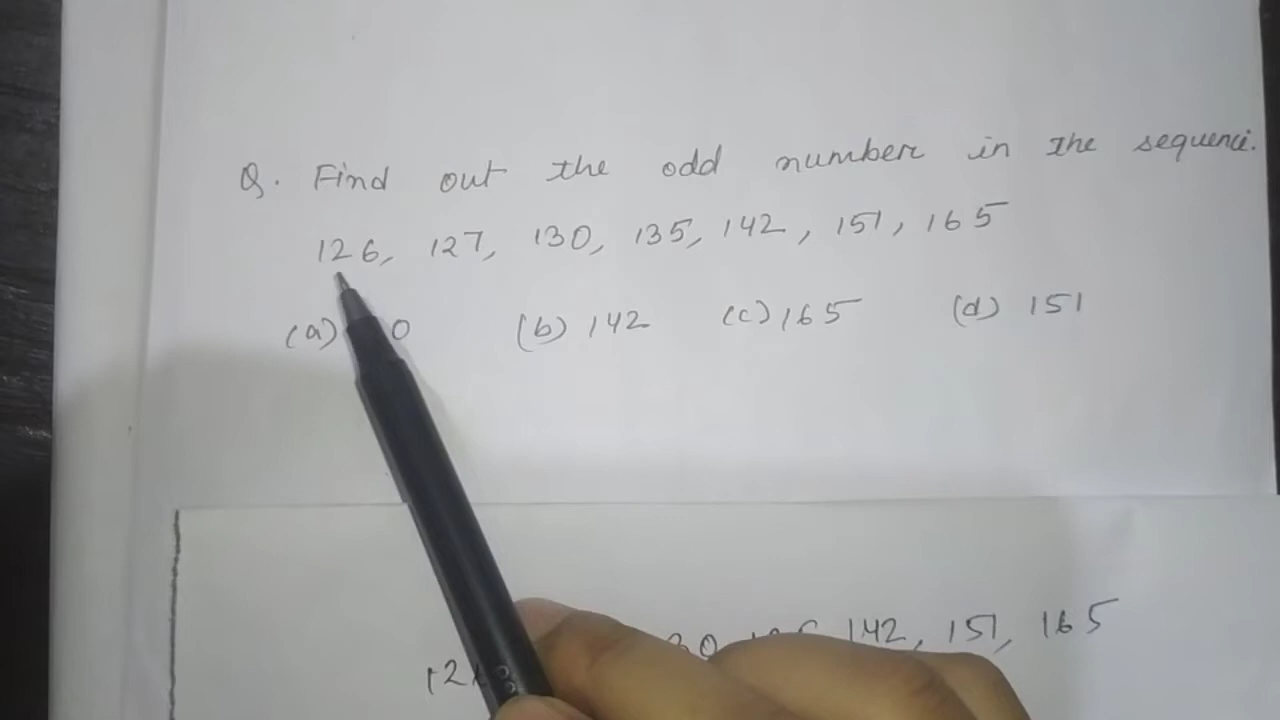 Q. Find out the odd number in the sequence.
126, 127, 130, 135, 142, 151, 165
(a) 0 (b) 142 (c) 165 (d) 151
142, 151, 165